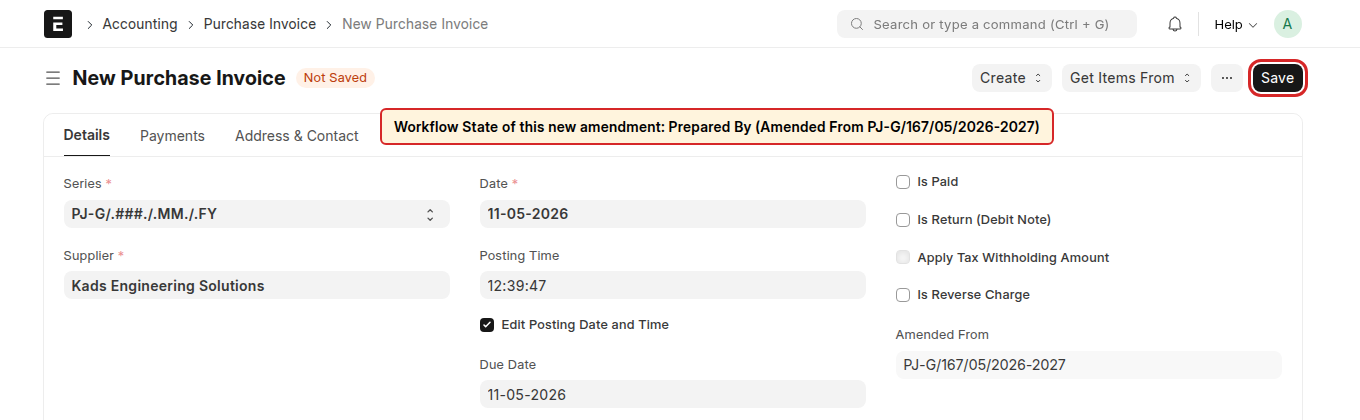 E Accounting Purchase Invoice New Purchase Invoice Search or type a command (Ctrl + G) Help A
New Purchase Invoice Not Saved Create Get Items From ... Save
Details Payments Address & Contact
Workflow State of this new amendment: Prepared By (Amended From PJ-G/167/05/2026-2027)
Series *
PJ-G/.###./.MM./.FY
Supplier *
Kads Engineering Solutions
Date *
11-05-2026
Posting Time
12:39:47
Edit Posting Date and Time
Due Date
11-05-2026
Is Paid
Is Return (Debit Note)
Apply Tax Withholding Amount
Is Reverse Charge
Amended From
PJ-G/167/05/2026-2027